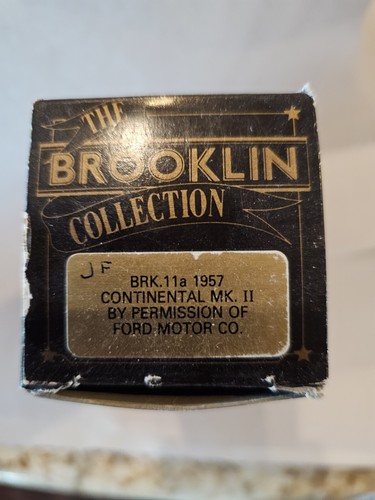 THE
BROOKLIN
COLLECTION
JF
BRK.11a 1957
CONTINENTAL MK. II
BY PERMISSION OF
FORD MOTOR CO.